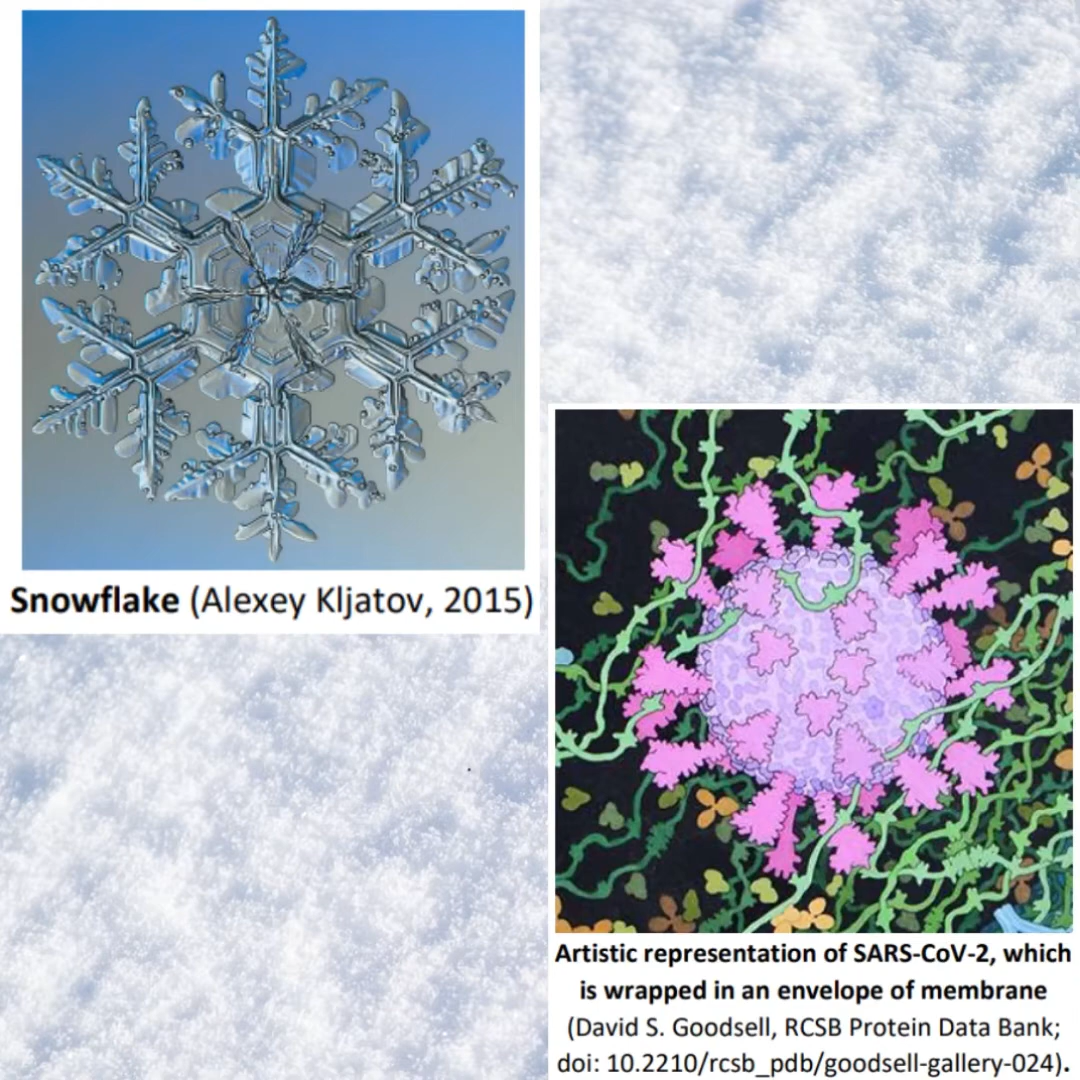 Snowflake (Alexey Kljatov, 2015)
Artistic representation of SARS-CoV-2, which
is wrapped in an envelope of membrane
(David S. Goodsell, RCSB Protein Data Bank;
doi: 10.2210/rcsb_pdb/goodsell-gallery-024).